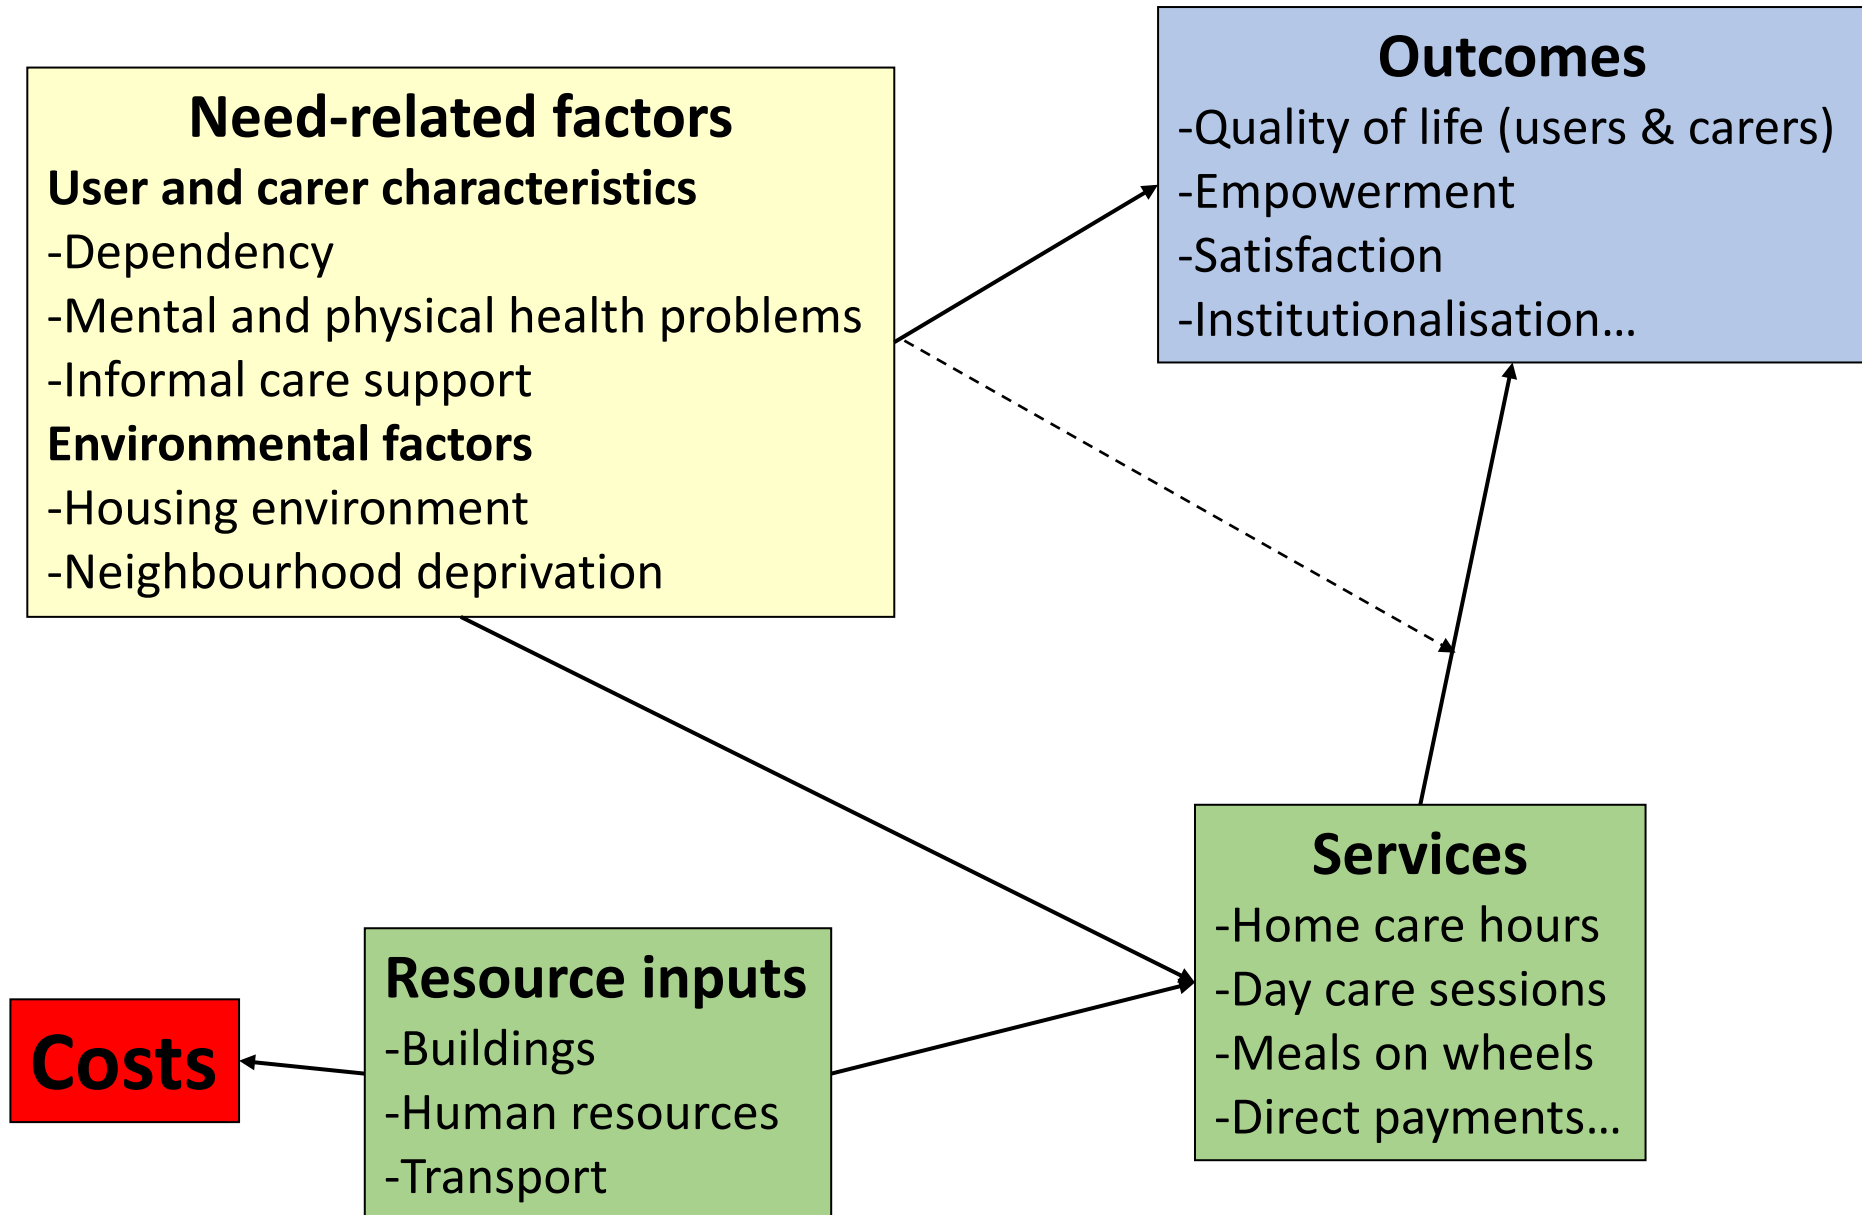 Need-related factors
User and carer characteristics
-Dependency
-Mental and physical health problems
-Informal care support
Environmental factors
-Housing environment
-Neighbourhood deprivation
Outcomes
-Quality of life (users & carers)
-Empowerment
-Satisfaction
-Institutionalisation…
Costs
Resource inputs
-Buildings
-Human resources
-Transport
Services
-Home care hours
-Day care sessions
-Meals on wheels
-Direct payments…